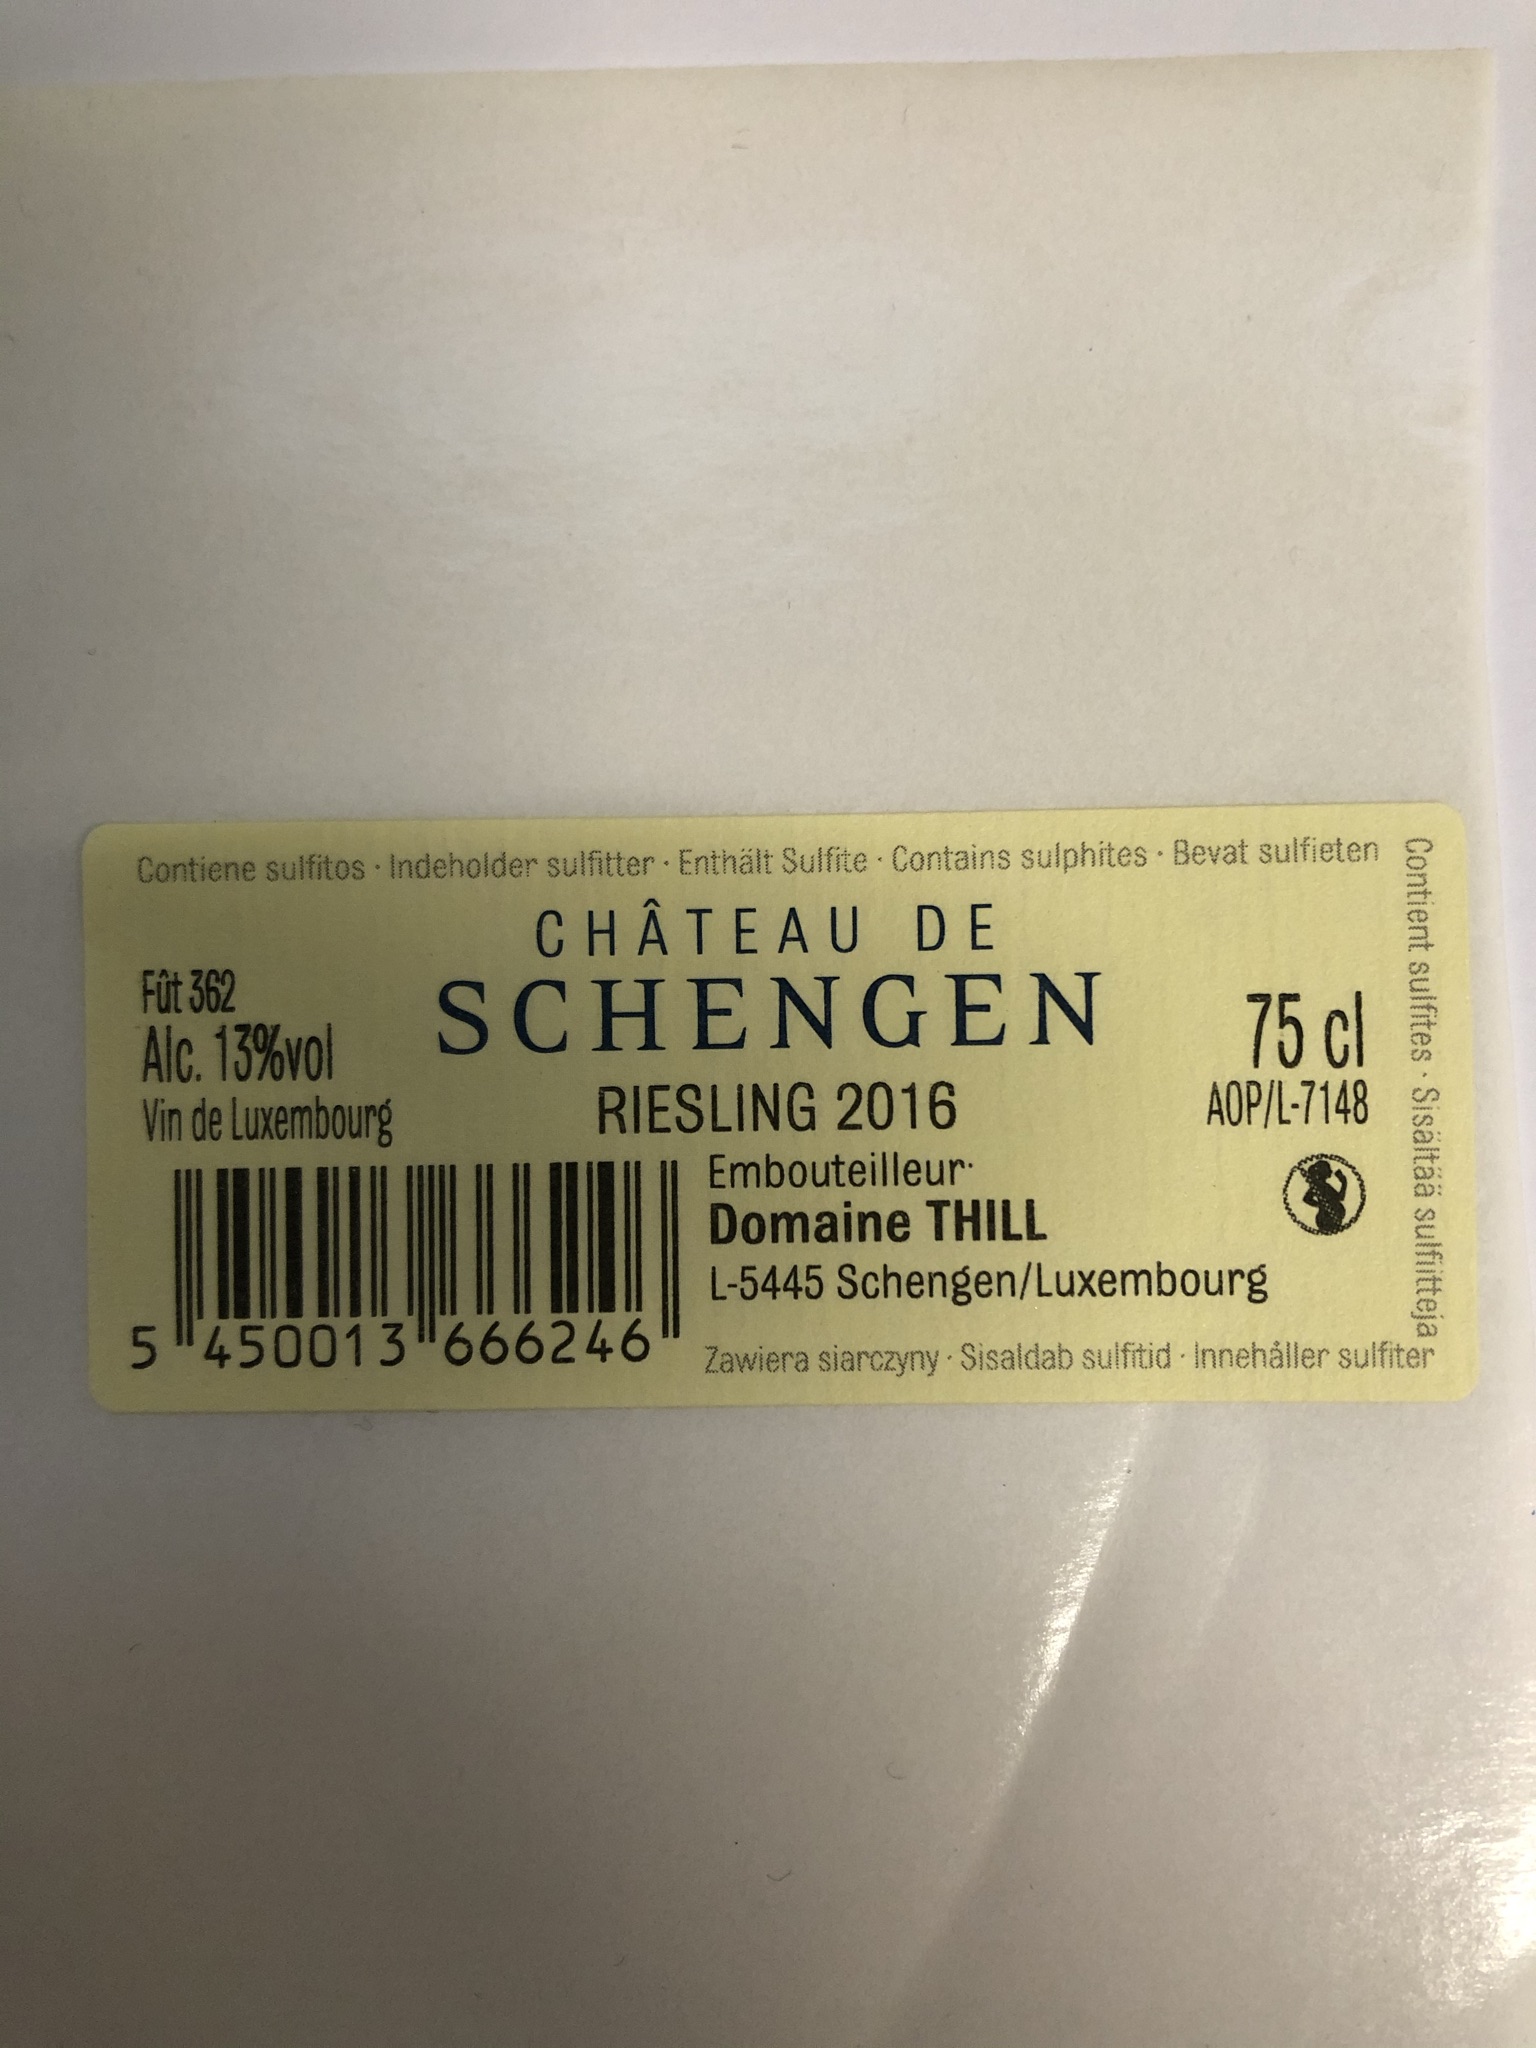 Contiene sulfitos · Indeholder sulfitter · Enthält Sulfite · Contains sulphites · Bevat sulfieten
Contient sulfites · Sisältää sulfiitteja
CHÂTEAU DE
SCHENGEN
RIESLING 2016
Fût 362
Alc. 13%vol
Vin de Luxembourg
75 cl
AOP/L-7148
Embouteilleur·
Domaine THILL
L-5445 Schengen/Luxembourg
5 450013 666246
Zawiera siarczyny · Sisaldab sulfitid · Innehåller sulfiter